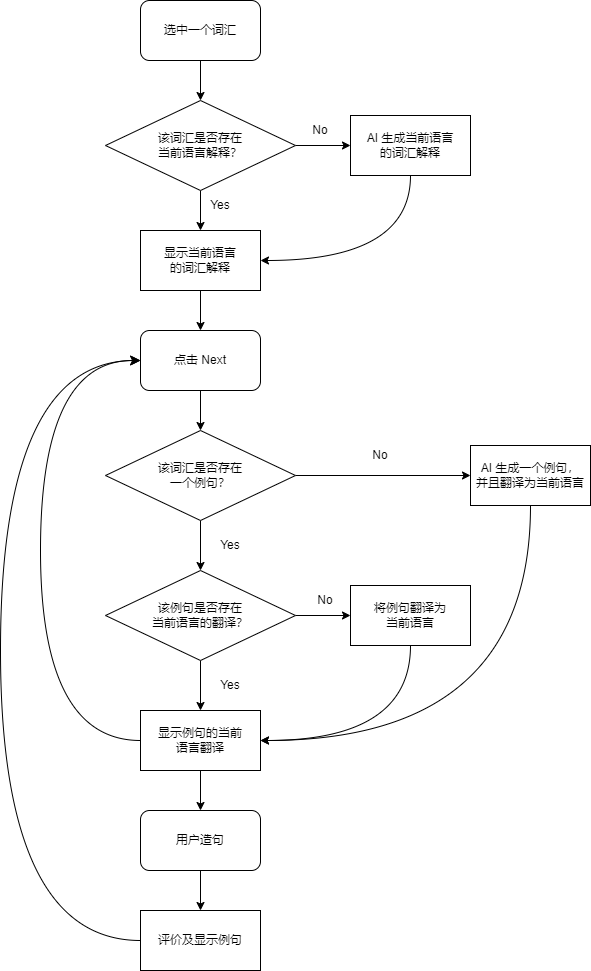 选中一个词汇
该词汇是否存在
当前语言解释？
No
AI 生成当前语言
的词汇解释
Yes
显示当前语言
的词汇解释
点击 Next
该词汇是否存在
一个例句？
No
AI 生成一个例句，
并且翻译为当前语言
Yes
该例句是否存在
当前语言的翻译？
No
将例句翻译为
当前语言
Yes
显示例句的当前
语言翻译
用户造句
评价及显示例句